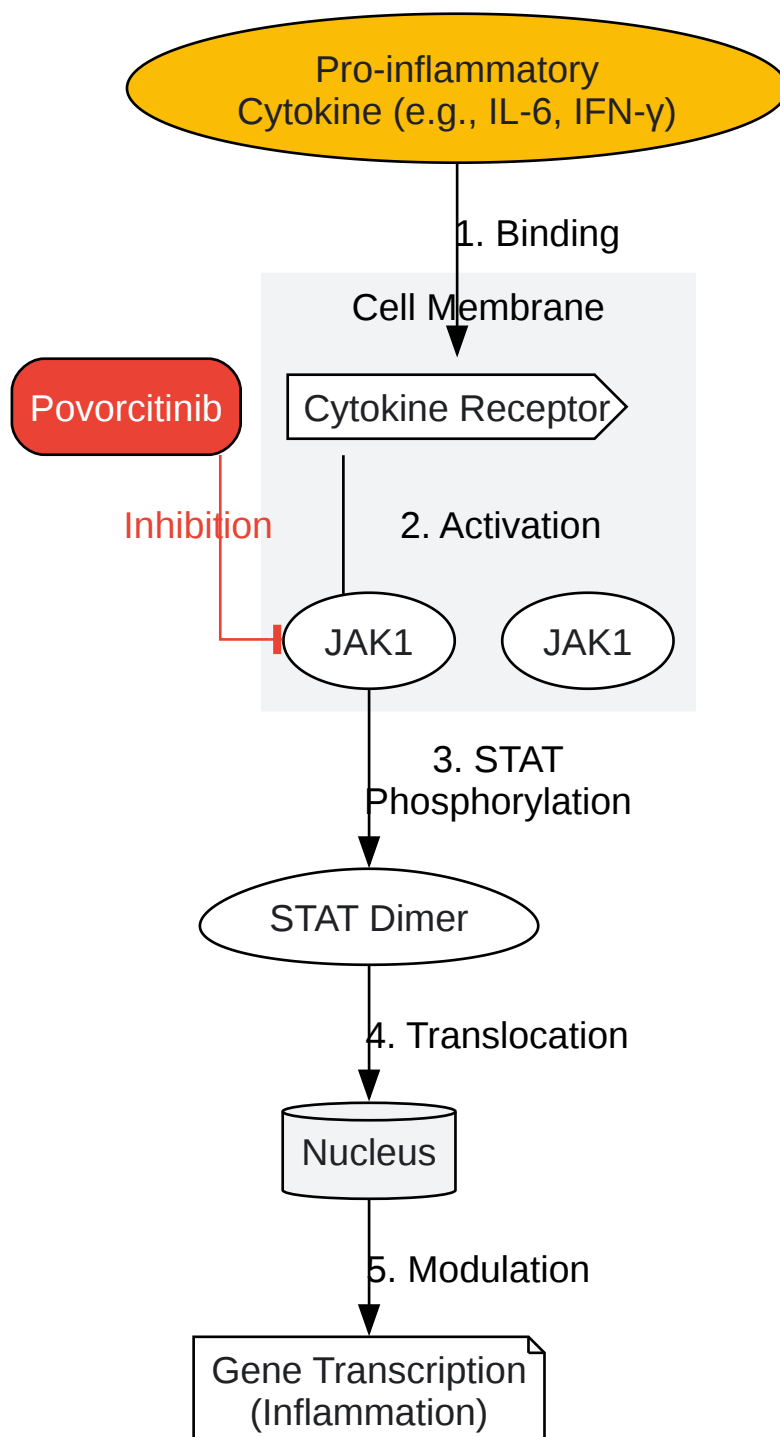 Pro-inflammatory
Cytokine (e.g., IL-6, IFN-γ)
1. Binding
Cell Membrane
Povorcitinib
Cytokine Receptor
Inhibition
2. Activation
JAK1
JAK1
3. STAT
Phosphorylation
STAT Dimer
4. Translocation
Nucleus
5. Modulation
Gene Transcription
(Inflammation)